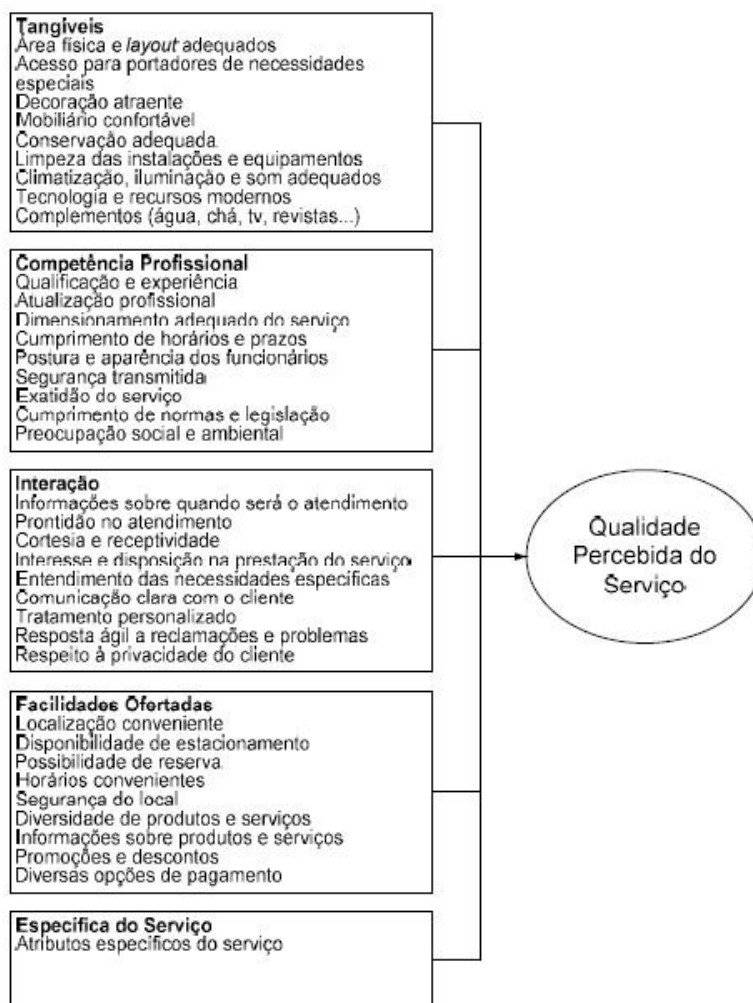 Tangiveis
Área física e layout adequados
Acesso para portadores de necessidades
especiais
Decoração atraente
Mobiliário confortável
Conservação adequada
Limpeza das instalações e equipamentos
Climatização, iluminação e som adequados
Tecnologia e recursos modernos
Complementos (água, chá, tv, revistas...)
Competência Profissional
Qualificação e experiência
Atualização profissional
Dimensionamento adequado do serviço
Cumprimento de horários e prazos
Postura e aparência dos funcionários
Segurança transmitida
Exatidão do serviço
Cumprimento de normas e legislação
Preocupação social e ambiental
Interação
Informações sobre quando será o atendimento
Prontidão no atendimento
Cortesia e receptividade
Interesse e disposição na prestação do serviço
Entendimento das necessidades específicas
Comunicação clara com o cliente
Tratamento personalizado
Resposta ágil a reclamações e problemas
Respeito à privacidade do cliente
Facilidades Ofertadas
Localização conveniente
Disponibilidade de estacionamento
Possibilidade de reserva
Horários convenientes
Segurança do local
Diversidade de produtos e serviços
Informações sobre produtos e serviços
Promoções e descontos
Diversas opções de pagamento
Específica do Serviço
Atributos específicos do serviço
Qualidade
Percebida do
Serviço